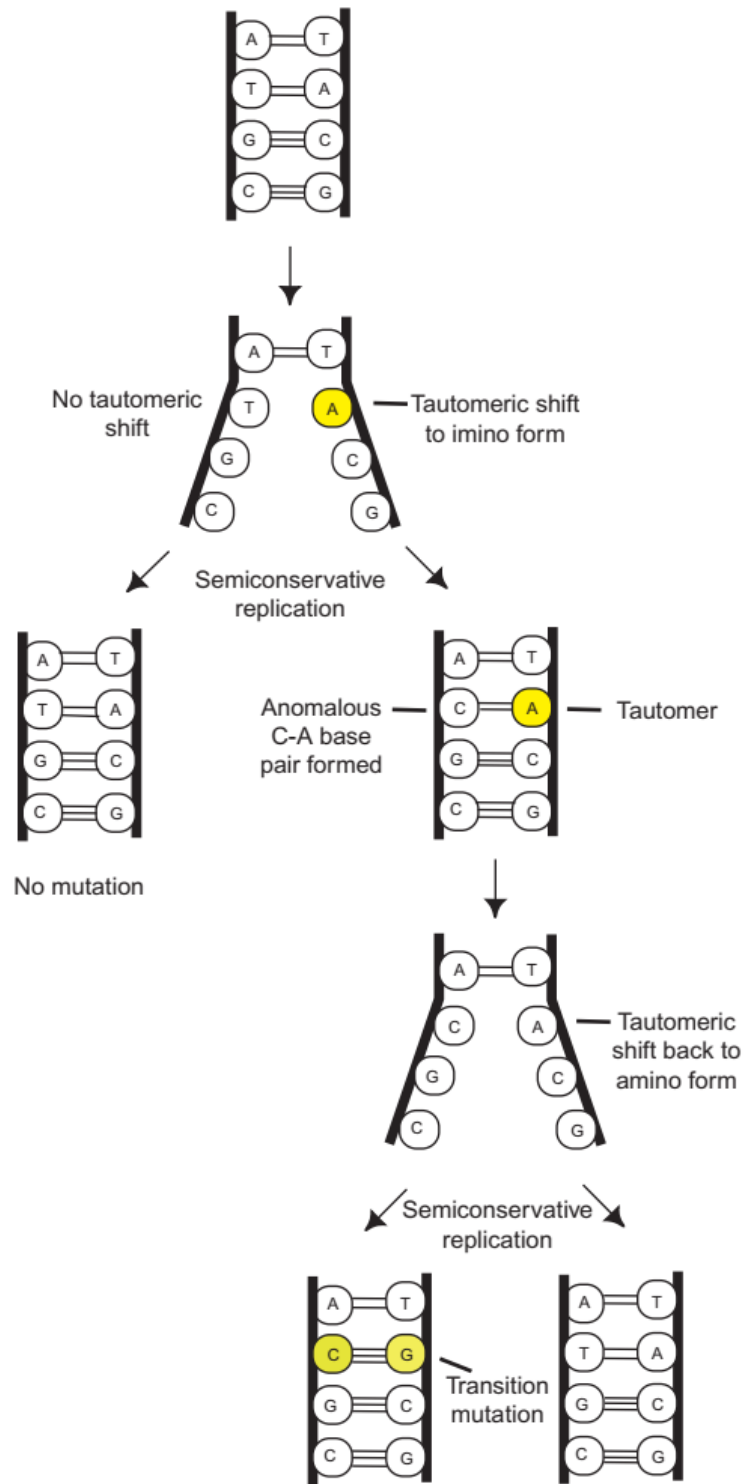 A T
T A
G C
C G
A T
No tautomeric
shift
T A
Tautomeric shift
to imino form
G C
C G
Semiconservative
replication
A T
T A
G C
C G
No mutation
A T
Anomalous
C-A base
pair formed
C A
Tautomer
G C
C G
A T
C A
G C
C G
Tautomeric
shift back to
amino form
Semiconservative
replication
A T
C G
G C
C G
Transition
mutation
A T
T A
G C
C G